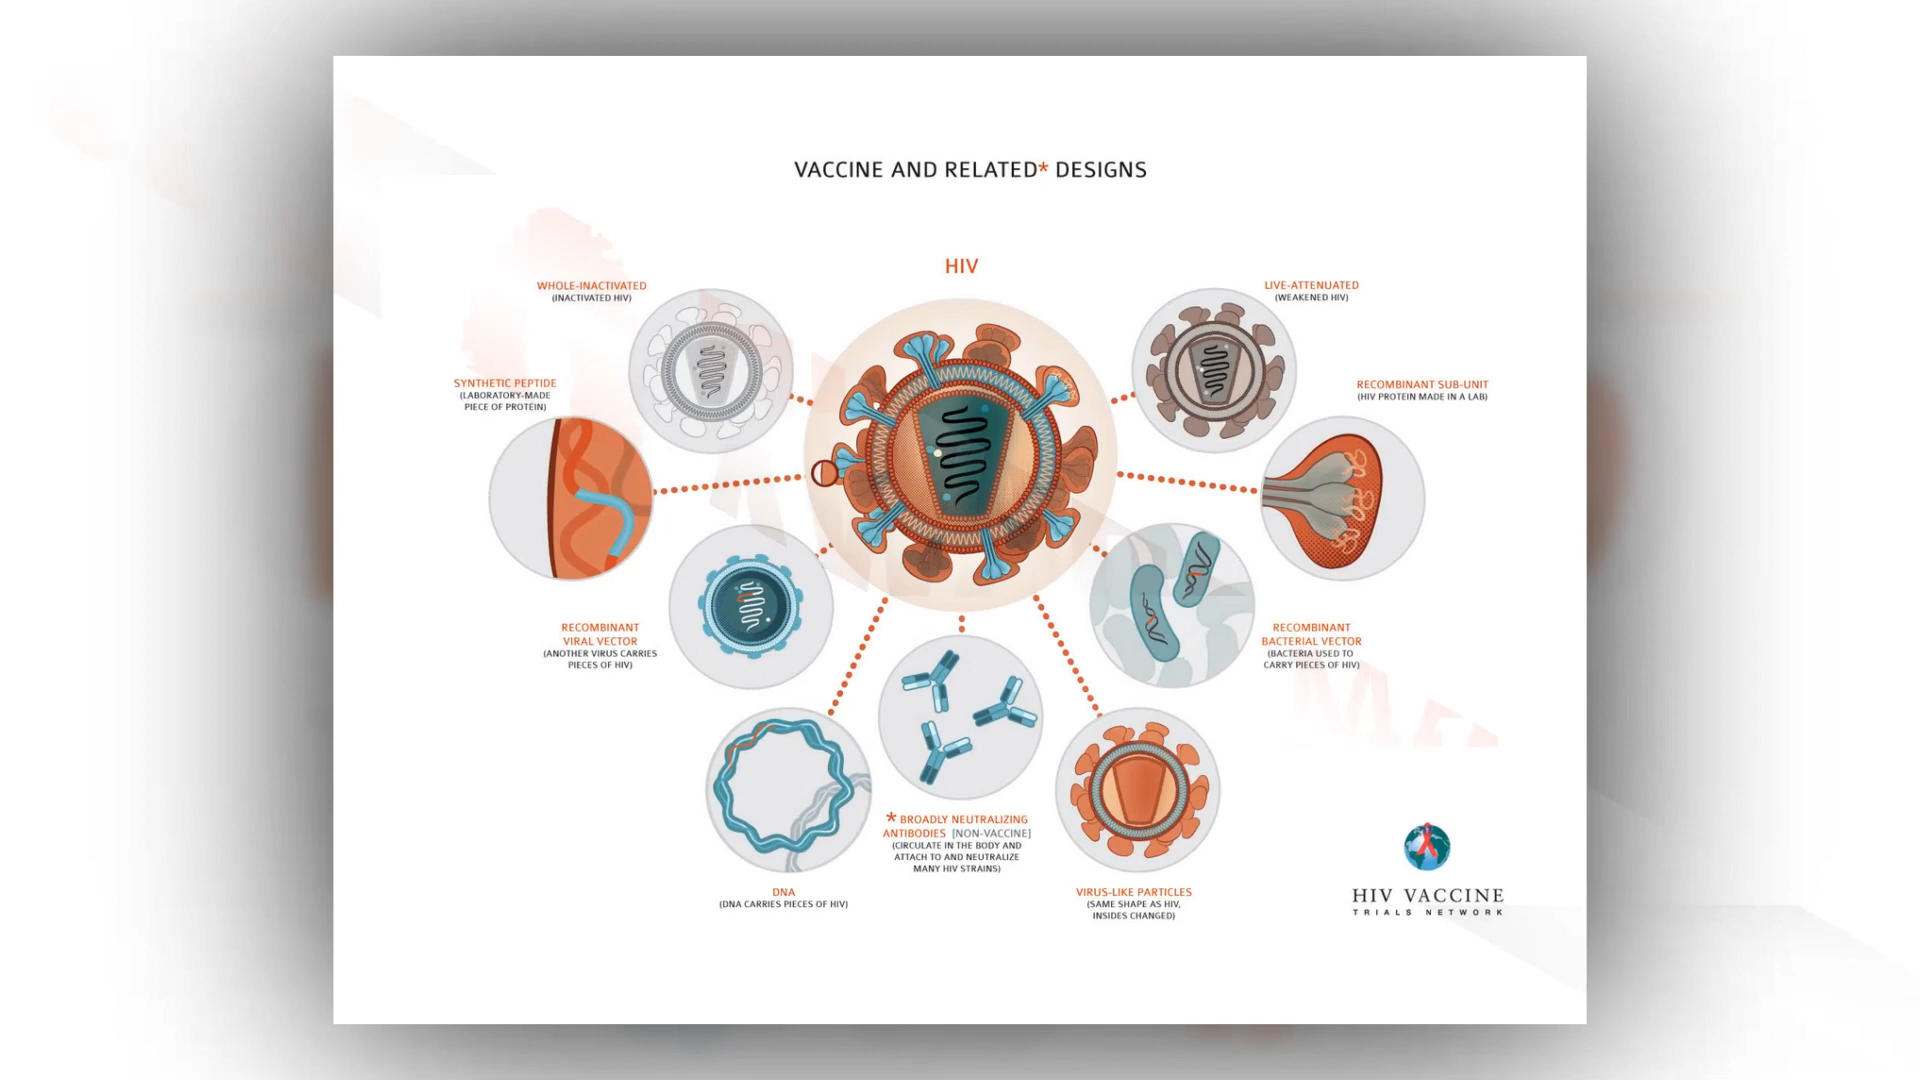 VACCINE AND RELATED* DESIGNS
HIV
WHOLE-INACTIVATED
(INACTIVATED HIV)
LIVE-ATTENUATED
(WEAKENED HIV)
SYNTHETIC PEPTIDE
(LABORATORY-MADE
PIECE OF PROTEIN)
RECOMBINANT SUB-UNIT
(HIV PROTEIN MADE IN A LAB)
RECOMBINANT
VIRAL VECTOR
(ANOTHER VIRUS CARRIES
PIECES OF HIV)
RECOMBINANT
BACTERIAL VECTOR
(BACTERIA USED TO
CARRY PIECES OF HIV)
DNA
(DNA CARRIES PIECES OF HIV)
* BROADLY NEUTRALIZING
ANTIBODIES [NON-VACCINE]
(CIRCULATE IN THE BODY AND
ATTACH TO AND NEUTRALIZE
MANY HIV STRAINS)
VIRUS-LIKE PARTICLES
(SAME SHAPE AS HIV,
INSIDES CHANGED)
HIV VACCINE
TRIALS NETWORK